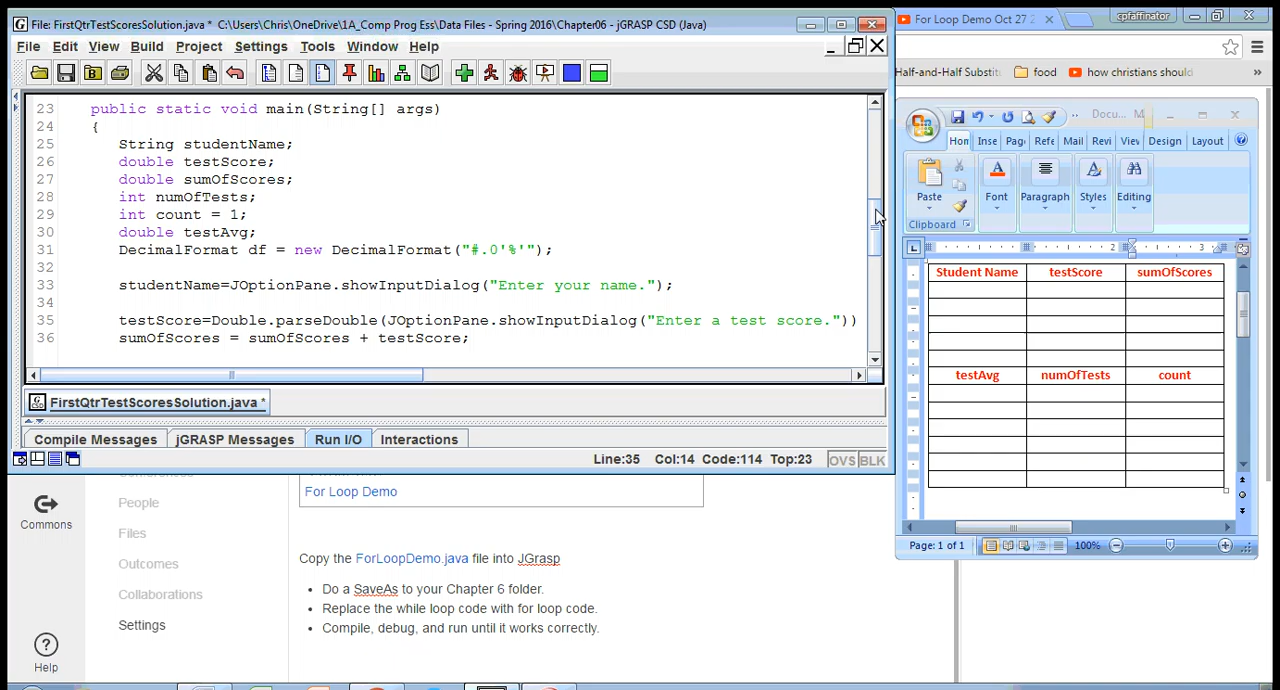 File: FirstQtrTestScoresSolution.java * C:\Users\Chris\OneDrive\1A_Comp Prog Ess\Data Files - Spring 2016\Chapter06 - jGRASP CSD (Java)
File Edit View Build Project Settings Tools Window Help
23 public static void main(String[] args)
24 {
25 String studentName;
26 double testScore;
27 double sumOfScores;
28 int numOfTests;
29 int count = 1;
30 double testAvg;
31 DecimalFormat df = new DecimalFormat("#.0'%'");
32
33 studentName=JOptionPane.showInputDialog("Enter your name.");
34
35 testScore=Double.parseDouble(JOptionPane.showInputDialog("Enter a test score."))
36 sumOfScores = sumOfScores + testScore;
FirstQtrTestScoresSolution.java *
Compile Messages jGRASP Messages Run I/O Interactions
Line:35 Col:14 Code:114 Top:23 OVS BLK
For Loop Demo Oct 27 2
cpfaffinator
Half-and-Half Substit food how christians should »
Docu... M
Hon Inse Pag Refe Mail Revi View Design Layout
Paste Font Paragraph Styles Editing
Clipboard
2 3
Student Name testScore sumOfScores
testAvg numOfTests count
Page: 1 of 1 100%
Commons
Help
People
Files
Outcomes
Collaborations
Settings
For Loop Demo
Copy the ForLoopDemo.java file into JGrasp
• Do a SaveAs to your Chapter 6 folder.
• Replace the while loop code with for loop code.
• Compile, debug, and run until it works correctly.